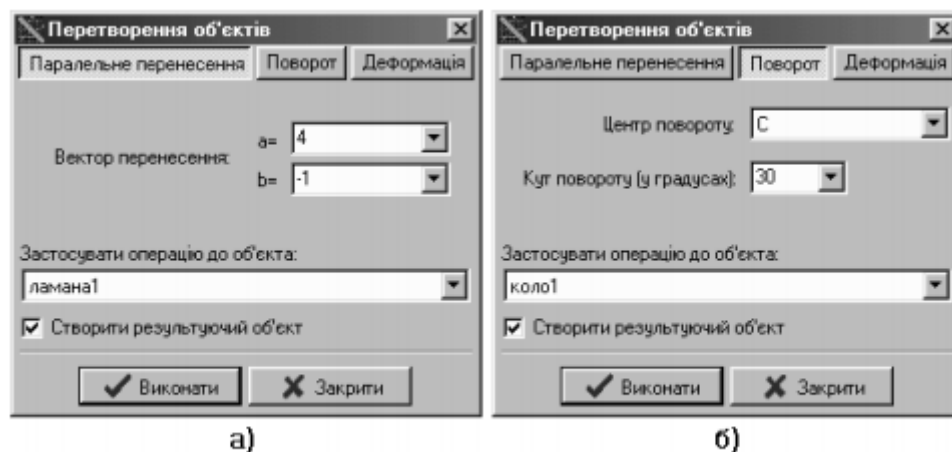 Перетворення об'єктів
Паралельне перенесення Поворот Деформація
Вектор перенесення:
a= 4
b= -1
Застосувати операцію до об'єкта:
ламана1
Створити результуючий об'єкт
Виконати Закрити
а)
Перетворення об'єктів
Паралельне перенесення Поворот Деформація
Центр повороту: C
Кут повороту (у градусах): 30
Застосувати операцію до об'єкта:
коло1
Створити результуючий об'єкт
Виконати Закрити
б)